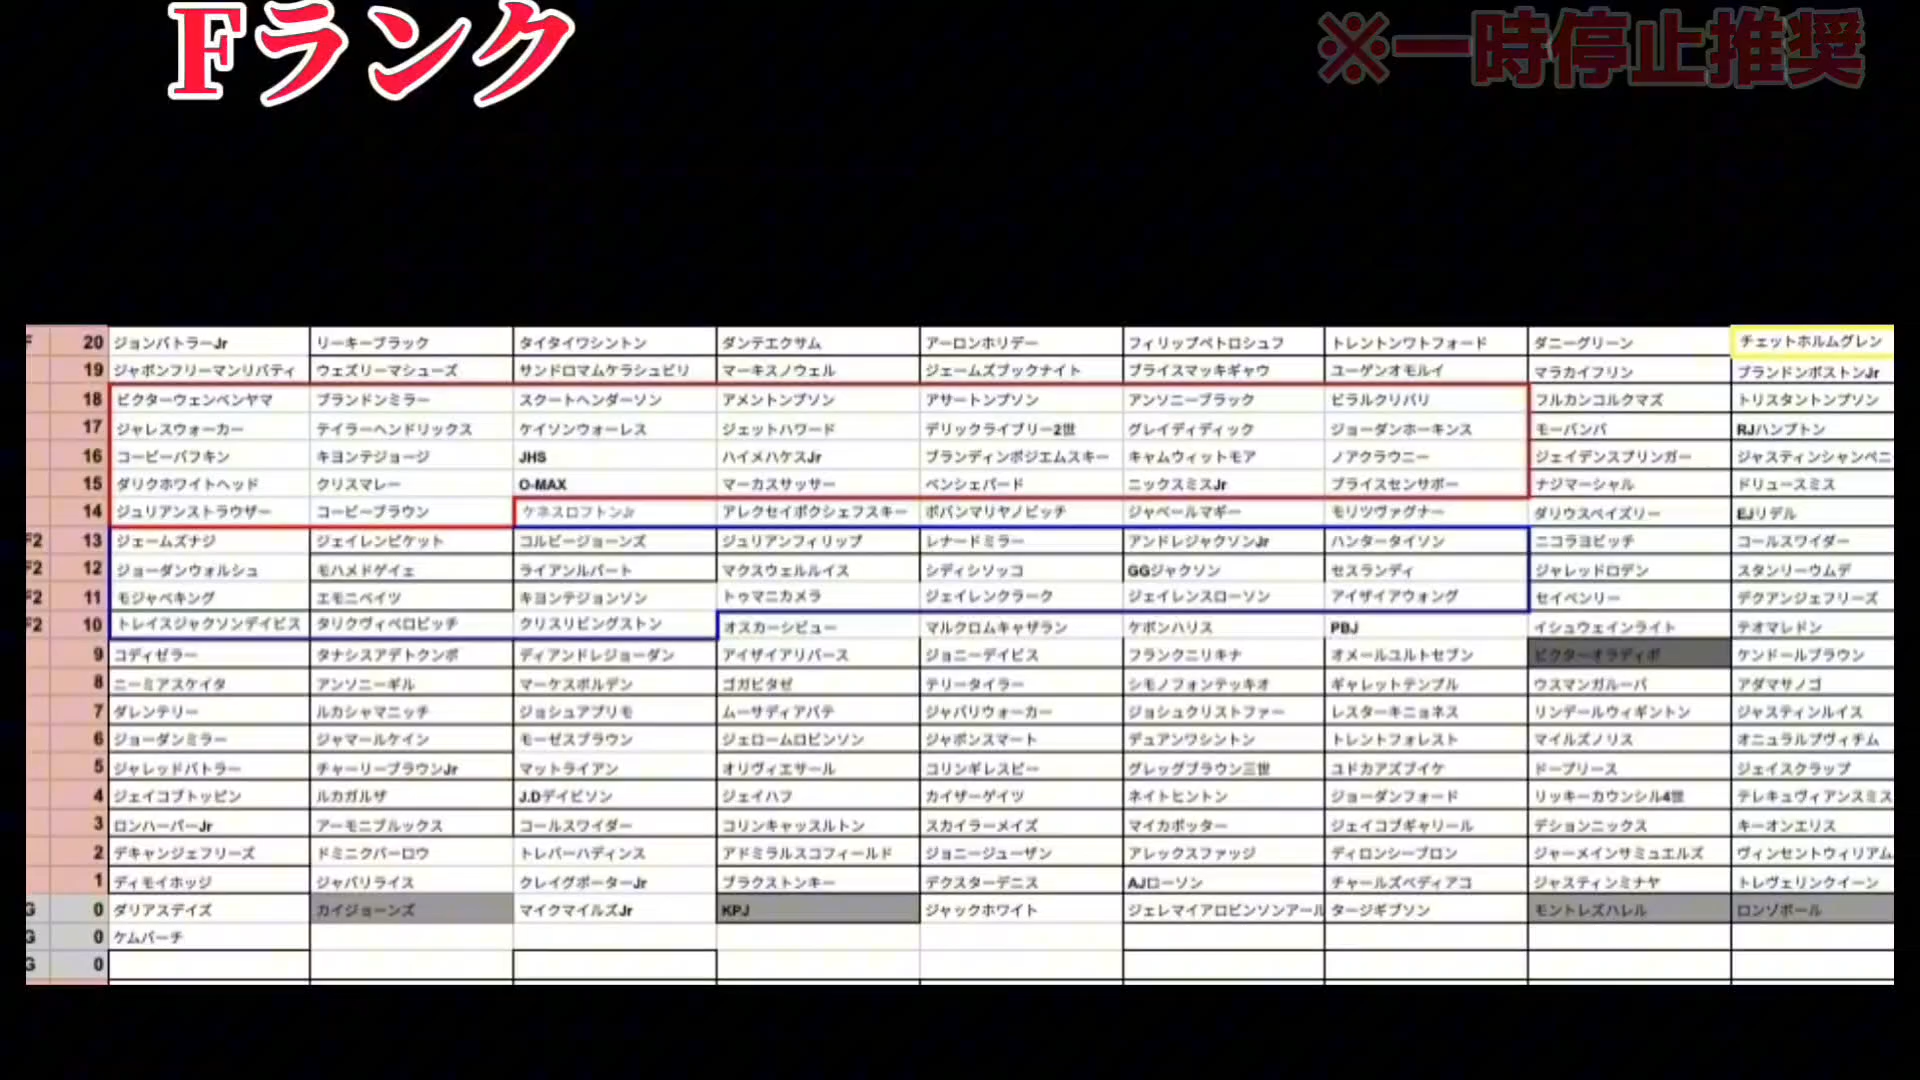 Fランク ※一時停止推奨
F 20 ジョンバトラーJr リーキーブラック タイタイワシントン ダンテエクサム アーロンホリデー フィリップペトロシュフ トレントンワトフォード ダニーグリーン チェットホルムグレン
19 ジャボンフリーマンリバティ ウェズリーマシューズ サンドロマムケラシュビリ マーキスノウェル ジェームズブックナイト ブライスマッキギャウ ユーゲンオモルイ マラカイフリン ブランドンボストンJr
18 ビクターウェンベンヤマ ブランドンミラー スクートヘンダーソン アメントンプソン アサートンプソン アンソニーブラック ビラルクリバリ フルカンコルクマズ トリスタントンプソン
17 ジャレスウォーカー テイラーヘンドリックス ケイソンウォーレス ジェットハワード デリックライブリー2世 グレイディディック ジョーダンホーキンス モーバンバ RJハンプトン
16 コービーバフキン キヨンテジョージ JHS ハイメハケスJr ブランディンポジエムスキー キャムウィットモア ノアクラウニー ジェイデンスプリンガー ジャスティンシャンペニ
15 ダリクホワイトヘッド クリスマレー O-MAX マーカスサッサー ベンシェパード ニックスミスJr ブライスセンサボー ナジマーシャル ドリュースミス
14 ジュリアンストラウザー コービーブラウン ケネスロフトンJr アレクセイポクシェフスキー ボバンマリヤノビッチ ジャベールマギー モリツヴァグナー ダリウスベイズリー EJリデル
F2 13 ジェームズナジ ジェイレンピケット コルビージョーンズ ジュリアンフィリップ レナードミラー アンドレジャクソンJr ハンタータイソン ニコラヨビッチ コールスワイダー
F2 12 ジョーダンウォルシュ モハメドゲイェ ライアンルパート マクスウェルルイス シディシソッコ GGジャクソン セスランディ ジャレッドロデン スタンリーウムデ
F2 11 モジャベキング エモニベイツ キヨンテジョンソン トゥマニカメラ ジェイレンクラーク ジェイレンスローソン アイザイアウォング セイベンリー デクアンジェフリーズ
F2 10 トレイスジャクソンデイビス タリクヴィベロビッチ クリスリビングストン オスカーシビュー マルクロムキャザラン ケボンハリス PBJ イシュウェインライト テオマレドン
9 コディゼラー タナシスアデトクンボ ディアンドレジョーダン アイザイアリバース ジョニーデイビス フランクニリキナ オメールユルトセブン ビクターオラディポ ケンドールブラウン
8 ニーミアスケイタ アンソニーギル マーケスボルデン ゴガビタゼ テリータイラー シモノフォンテッキオ ギャレットテンプル ウスマンガルーバ アダマサノゴ
7 ダレンテリー ルカシャマニッチ ジョシュアプリモ ムーサディアバテ ジャバリウォーカー ジョシュクリストファー レスターキニョネス リンデールウィギントン ジャスティンルイス
6 ジョーダンミラー ジャマールケイン モーゼスブラウン ジェロームロビンソン ジャボンスマート デュアンワシントン トレントフォレスト マイルズノリス オニュラルプヴィチム
5 ジャレッドバトラー チャーリーブラウンJr マットライアン オリヴィエサール コリンギレスピー グレッグブラウン三世 ユドカアズブイケ ドープリース ジェイスクラップ
4 ジェイコブトッピン ルカガルザ J.Dデイビソン ジェイハフ カイザーゲイツ ネイトヒントン ジョーダンフォード リッキーカウンシル4世 テレキュヴィアンスミス
3 ロンハーパーJr アーモニブルックス コールスワイダー コリンキャッスルトン スカイラーメイズ マイカポッター ジェイコブギャリール デションニックス キーオンエリス
2 デキャンジェフリーズ ドミニクバーロウ トレバーハディンス アドミラルスコフィールド ジョニージューザン アレックスファッジ ディロンシーブロン ジャーメインサミュエルズ ヴィンセントウィリアム
1 ディモイホッジ ジャバリライス クレイグポーターJr ブラクストンキー デクスターデニス AJローソン チャールズベディアコ ジャスティンミナヤ トレヴェリンクイーン
G 0 ダリアスデイズ カイジョーンズ マイクマイルズJr KPJ ジャックホワイト ジェレマイアロビンソンアール タージギブソン モントレズハレル ロンゾボール
G 0 ケムバーチ
G 0